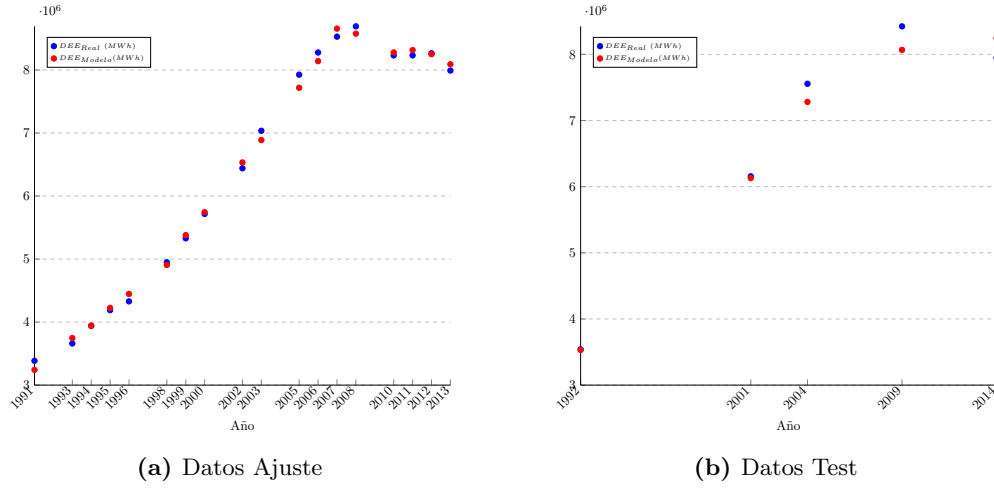 ·10⁶
DEE_Real (MWh)
DEE_Modelo(MWh)
8
7
6
5
4
3
1991 1993 1994 1995 1996 1998 1999 2000 2002 2003 2005 2006 2007 2008 2010 2011 2012 2013
Año
(a) Datos Ajuste
·10⁶
DEE_Real (MWh)
DEE_Modelo(MWh)
8
7
6
5
4
3
1992 2001 2004 2009 2014
Año
(b) Datos Test